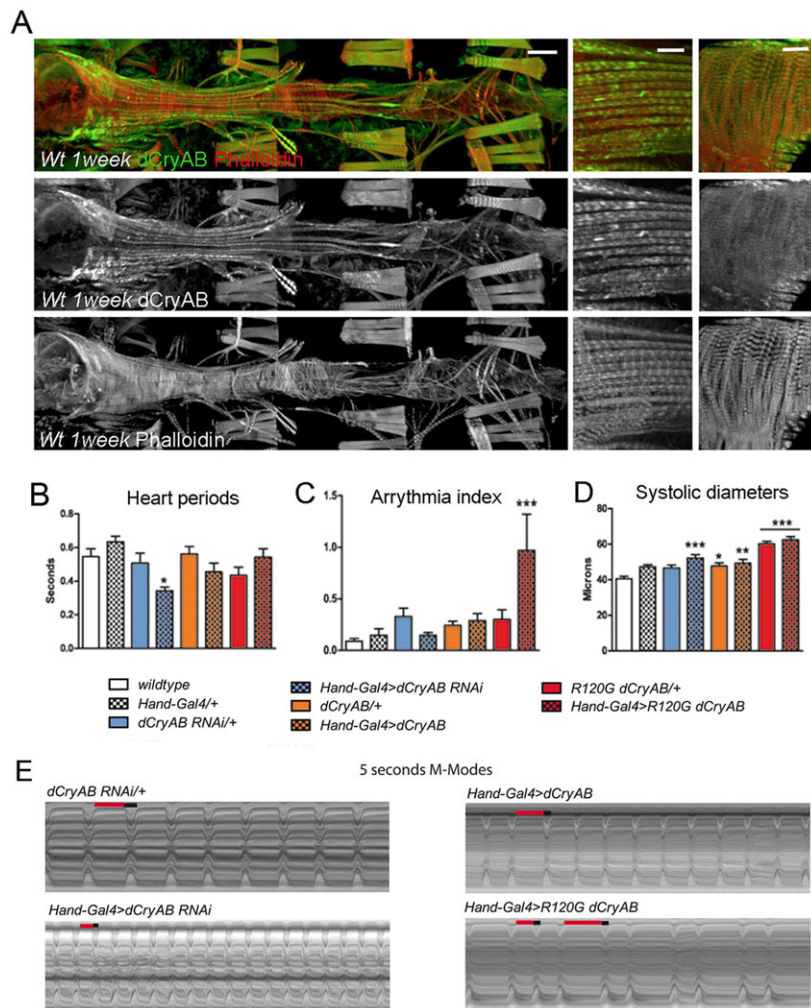 A
Wt 1week dCryAB Phalloidin
Wt 1week dCryAB
Wt 1week Phalloidin
B Heart periods
C Arrythmia index
D Systolic diameters
Seconds
0.8
0.6
0.4
0.2
0.0
*
1.5
1.0
0.5
0.0
***
Microns
80
60
40
20
0
***
*
**
***
wildtype
Hand-Gal4/+
dCryAB RNAi/+
Hand-Gal4>dCryAB RNAi
dCryAB/+
Hand-Gal4>dCryAB
R120G dCryAB/+
Hand-Gal4>R120G dCryAB
E
5 seconds M-Modes
dCryAB RNAi/+
Hand-Gal4>dCryAB
Hand-Gal4>dCryAB RNAi
Hand-Gal4>R120G dCryAB